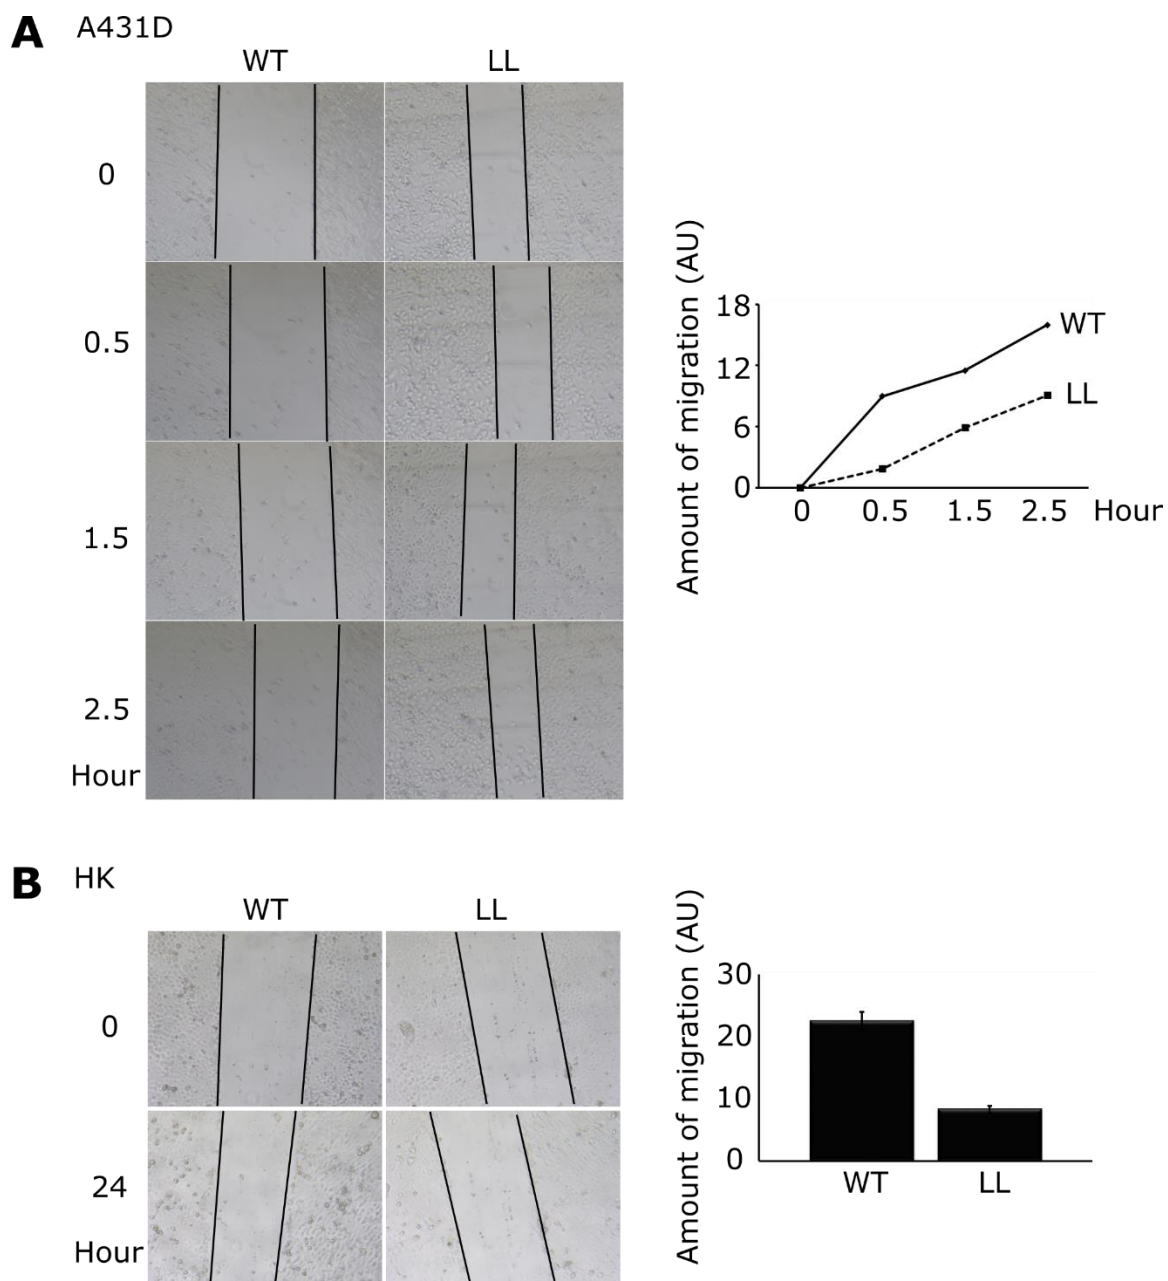 A A431D
WT LL
0
0.5
1.5
2.5
Hour
Amount of migration (AU)
18
12
6
0
WT
LL
0 0.5 1.5 2.5 Hour
B HK
WT LL
0
24
Hour
Amount of migration (AU)
30
20
10
0
WT LL